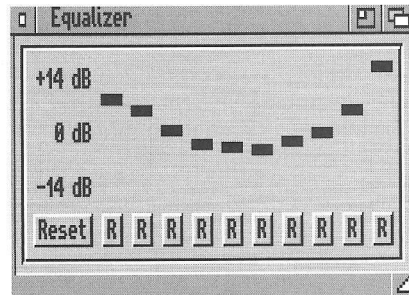 Equalizer
+14 dB
0 dB
-14 dB
Reset R R R R R R R R R R